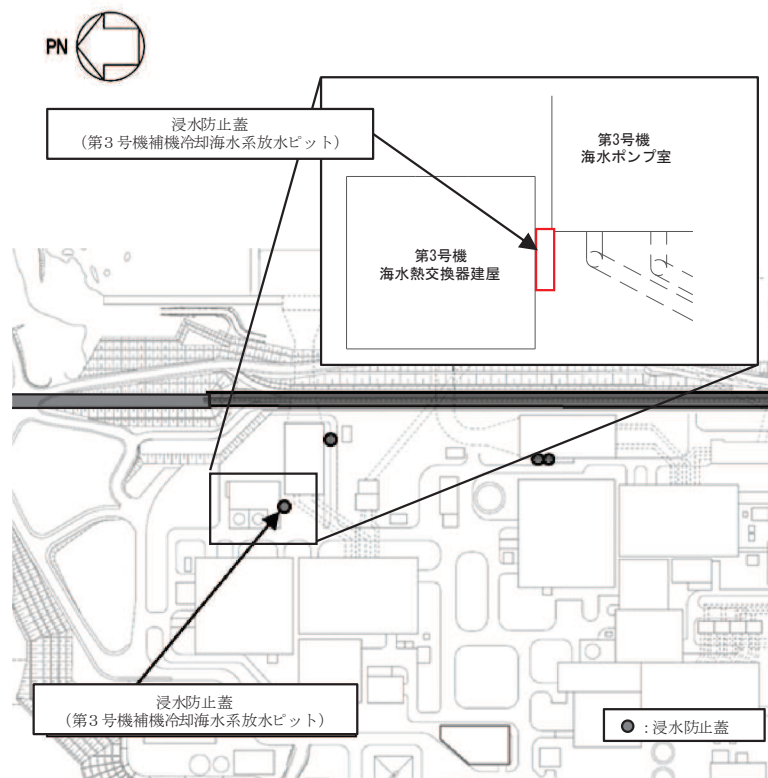 PN
浸水防止蓋
(第3号機補機冷却海水系放水ピット)
第3号機
海水ポンプ室
第3号機
海水熱交換器建屋
浸水防止蓋
(第3号機補機冷却海水系放水ピット)
:浸水防止蓋